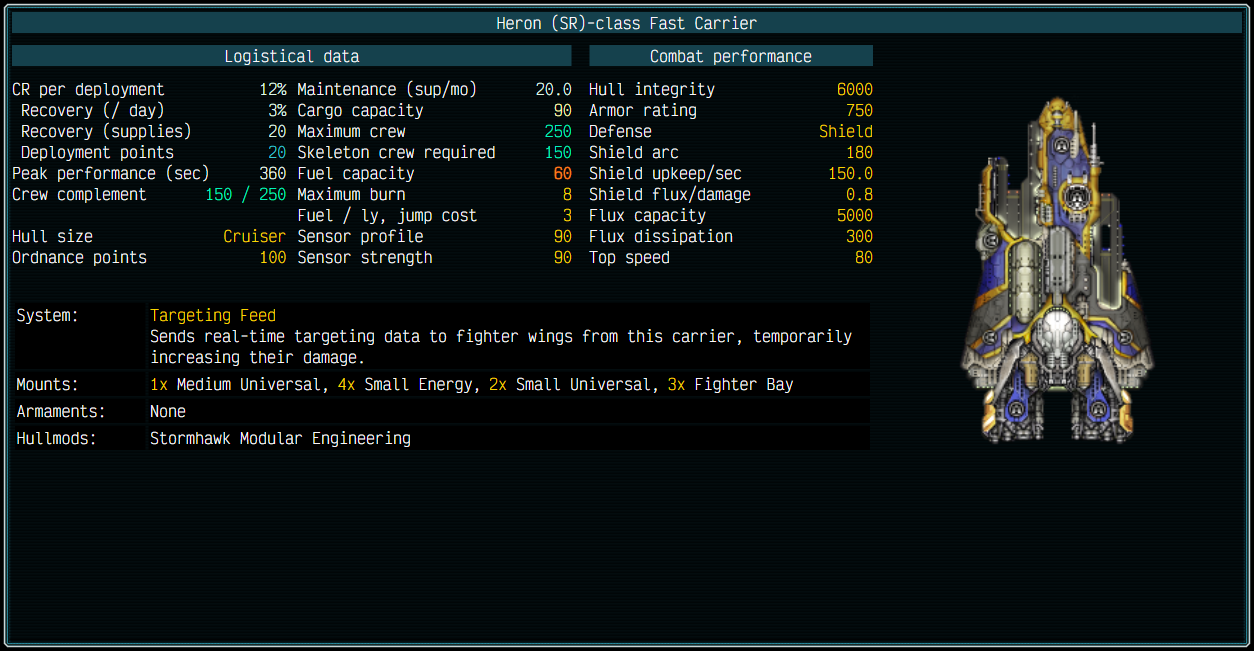 Heron (SR)-class Fast Carrier
Logistical data
CR per deployment 12%
Recovery (/ day) 3%
Recovery (supplies) 20
Deployment points 20
Peak performance (sec) 360
Crew complement 150 / 250
Hull size Cruiser
Ordnance points 100
Maintenance (sup/mo) 20.0
Cargo capacity 90
Maximum crew 250
Skeleton crew required 150
Fuel capacity 60
Maximum burn 8
Fuel / ly, jump cost 3
Sensor profile 90
Sensor strength 90
Combat performance
Hull integrity 6000
Armor rating 750
Defense Shield
Shield arc 180
Shield upkeep/sec 150.0
Shield flux/damage 0.8
Flux capacity 5000
Flux dissipation 300
Top speed 80
System: Targeting Feed
Sends real-time targeting data to fighter wings from this carrier, temporarily
increasing their damage.
Mounts: 1x Medium Universal, 4x Small Energy, 2x Small Universal, 3x Fighter Bay
Armaments: None
Hullmods: Stormhawk Modular Engineering